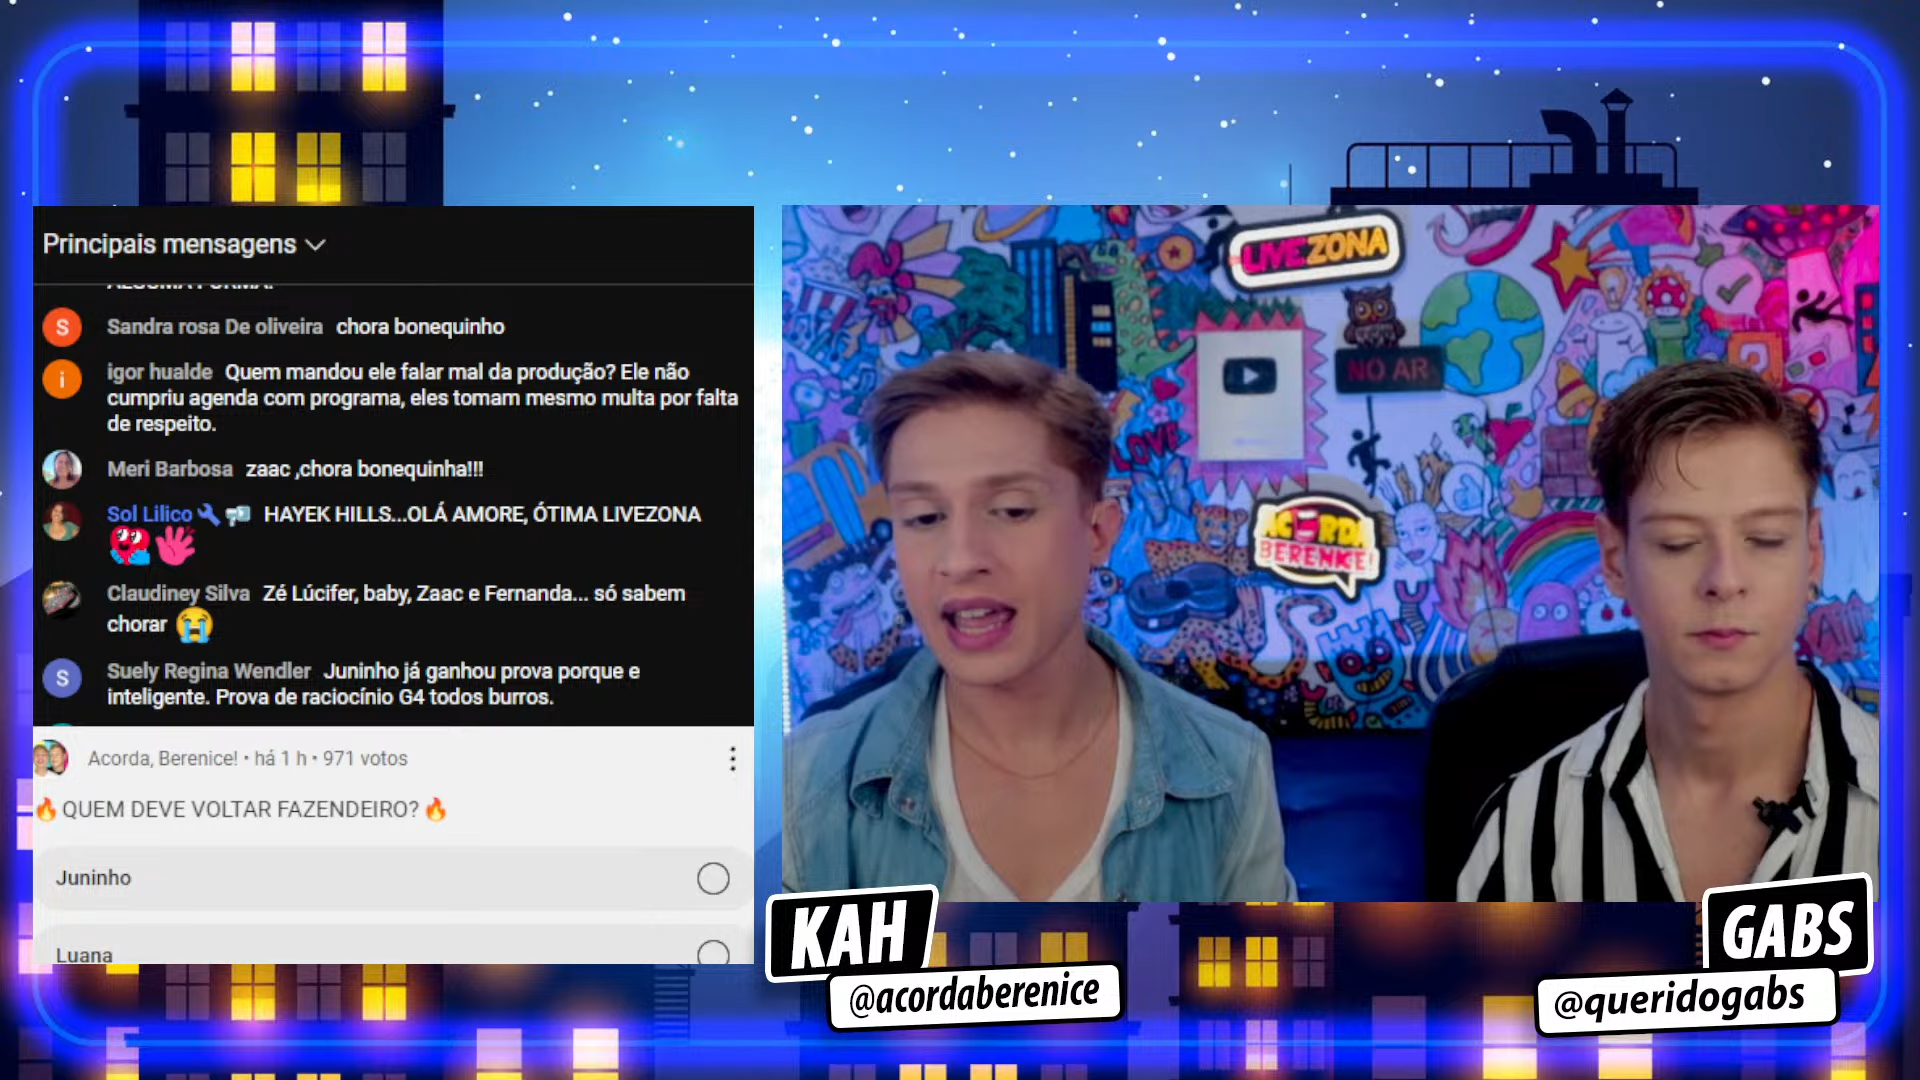 Principais mensagens
Sandra rosa De oliveira chora bonequinho
S
igor hualde Quem mandou ele falar mal da produção? Ele não
i
cumpriu agenda com programa, eles tomam mesmo multa por falta
de respeito.
Meri Barbosa zaac ,chora bonequinha!!!
Sol Lilico HAYEK HILLS...OLÁ AMORE, ÓTIMA LIVEZONA
Claudiney Silva Zé Lúcifer, baby, Zaac e Fernanda... só sabem
chorar
Suely Regina Wendler Juninho já ganhou prova porque e
S
inteligente. Prova de raciocínio G4 todos burros.
Acorda, Berenice! • há 1 h • 971 votos
QUEM DEVE VOLTAR FAZENDEIRO?
Juninho
Luana
LIVEZONA
NO AR
LOVE
ACORDA
BERENICE!
KAH
@acordaberenice
GABS
@queridogabs